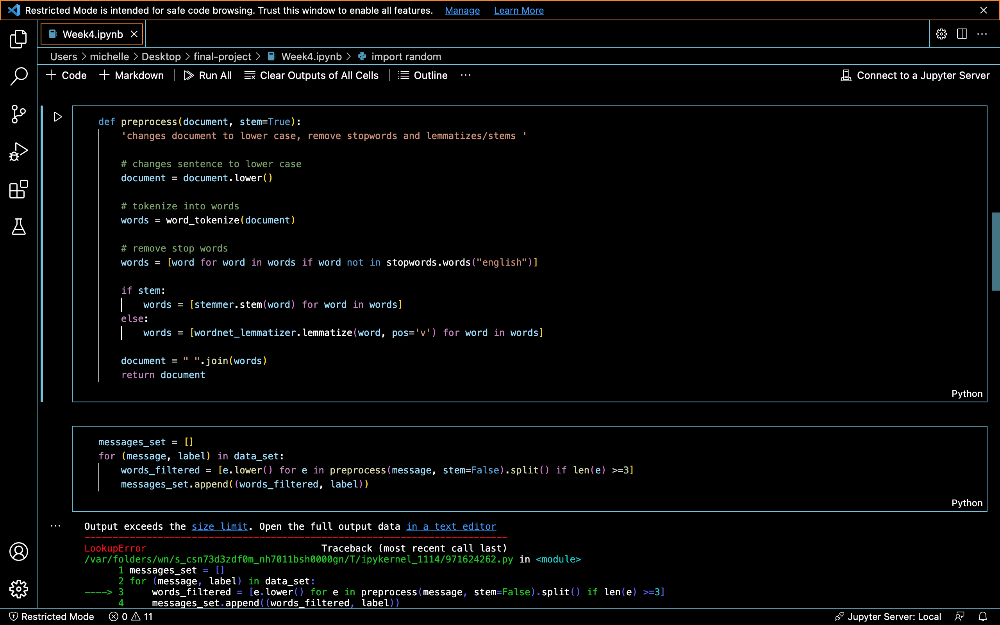 Restricted Mode is intended for safe code browsing. Trust this window to enable all features. Manage Learn More
Week4.ipynb
Users > michelle > Desktop > final-project > Week4.ipynb > import random
+ Code + Markdown | Run All Clear Outputs of All Cells | Outline ... Connect to a Jupyter Server
def preprocess(document, stem=True):
'changes document to lower case, remove stopwords and lemmatizes/stems '
# changes sentence to lower case
document = document.lower()
# tokenize into words
words = word_tokenize(document)
# remove stop words
words = [word for word in words if word not in stopwords.words("english")]
if stem:
words = [stemmer.stem(word) for word in words]
else:
words = [wordnet_lemmatizer.lemmatize(word, pos='v') for word in words]
document = " ".join(words)
return document
Python
messages_set = []
for (message, label) in data_set:
words_filtered = [e.lower() for e in preprocess(message, stem=False).split() if len(e) >=3]
messages_set.append((words_filtered, label))
Python
... Output exceeds the size limit. Open the full output data in a text editor
---------------------------------------------------------------------------
LookupError Traceback (most recent call last)
/var/folders/wn/s_csn73d3zdf0m_nh7011bsh0000gn/T/ipykernel_1114/971624262.py in <module>
1 messages_set = []
2 for (message, label) in data_set:
----> 3 words_filtered = [e.lower() for e in preprocess(message, stem=False).split() if len(e) >=3]
4 messages_set.append((words_filtered, label))
Restricted Mode 0 11 Jupyter Server: Local